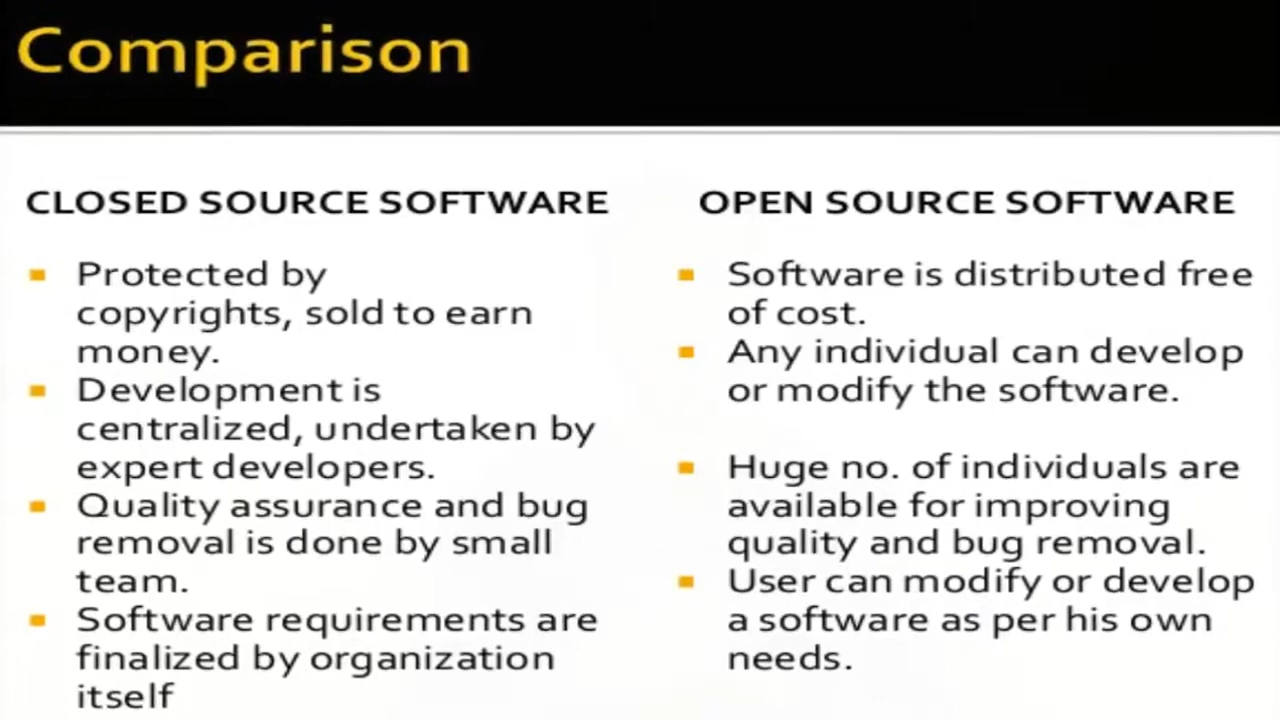 Comparison
CLOSED SOURCE SOFTWARE
Protected by
copyrights, sold to earn
money.
Development is
centralized, undertaken by
expert developers.
Quality assurance and bug
removal is done by small
team.
Software requirements are
finalized by organization
itself
OPEN SOURCE SOFTWARE
Software is distributed free
of cost.
Any individual can develop
or modify the software.
Huge no. of individuals are
available for improving
quality and bug removal.
User can modify or develop
a software as per his own
needs.